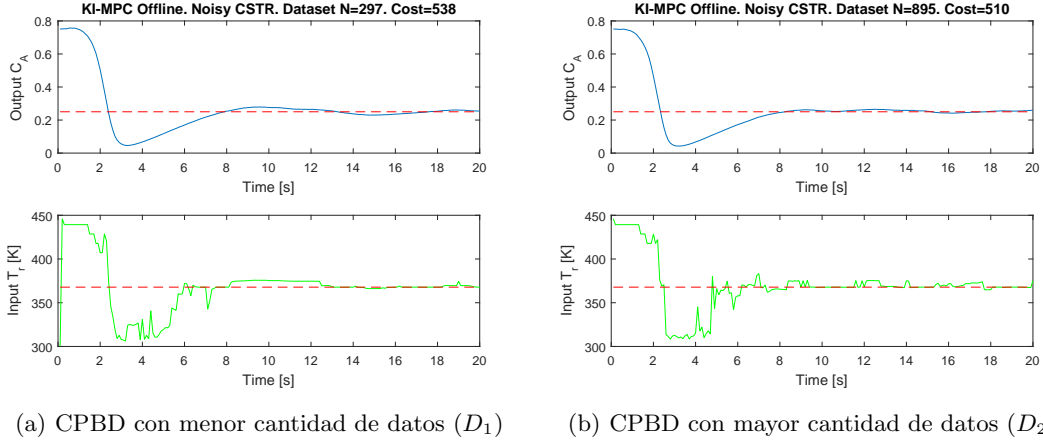 KI-MPC Offline. Noisy CSTR. Dataset N=297. Cost=538
Output C_A
0.8
0.6
0.4
0.2
0
0 2 4 6 8 10 12 14 16 18 20
Time [s]
Input T_r [K]
450
400
350
300
0 2 4 6 8 10 12 14 16 18 20
Time [s]
(a) CPBD con menor cantidad de datos (D_1)
KI-MPC Offline. Noisy CSTR. Dataset N=895. Cost=510
Output C_A
0.8
0.6
0.4
0.2
0
0 2 4 6 8 10 12 14 16 18 20
Time [s]
Input T_r [K]
450
400
350
300
0 2 4 6 8 10 12 14 16 18 20
Time [s]
(b) CPBD con mayor cantidad de datos (D_2